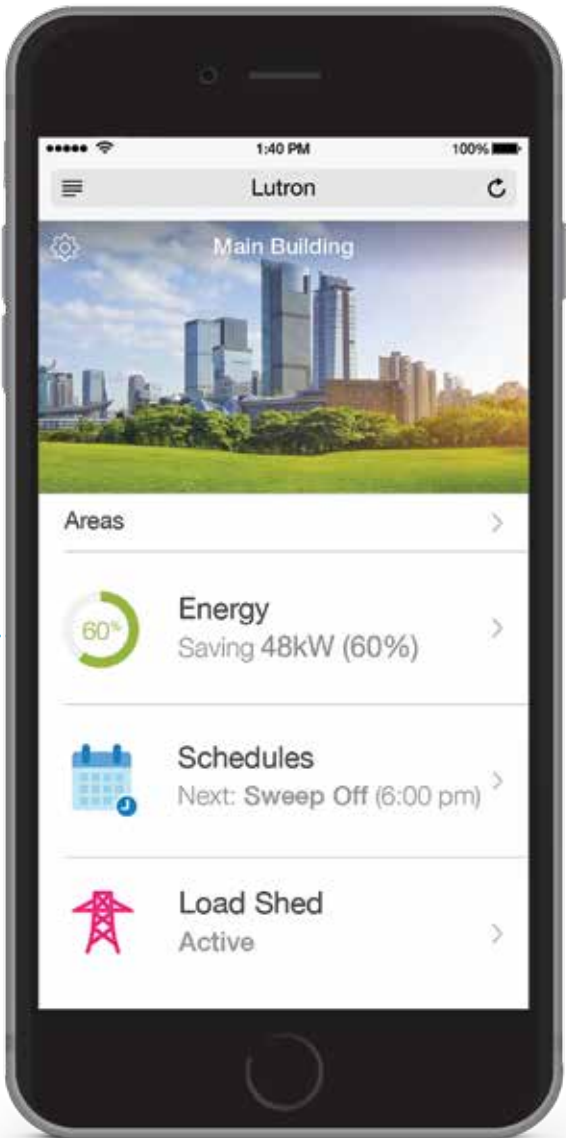 1:40 PM 100%
Lutron
Main Building
Areas
60%
Energy
Saving 48kW (60%)
Schedules
Next: Sweep Off (6:00 pm)
Load Shed
Active